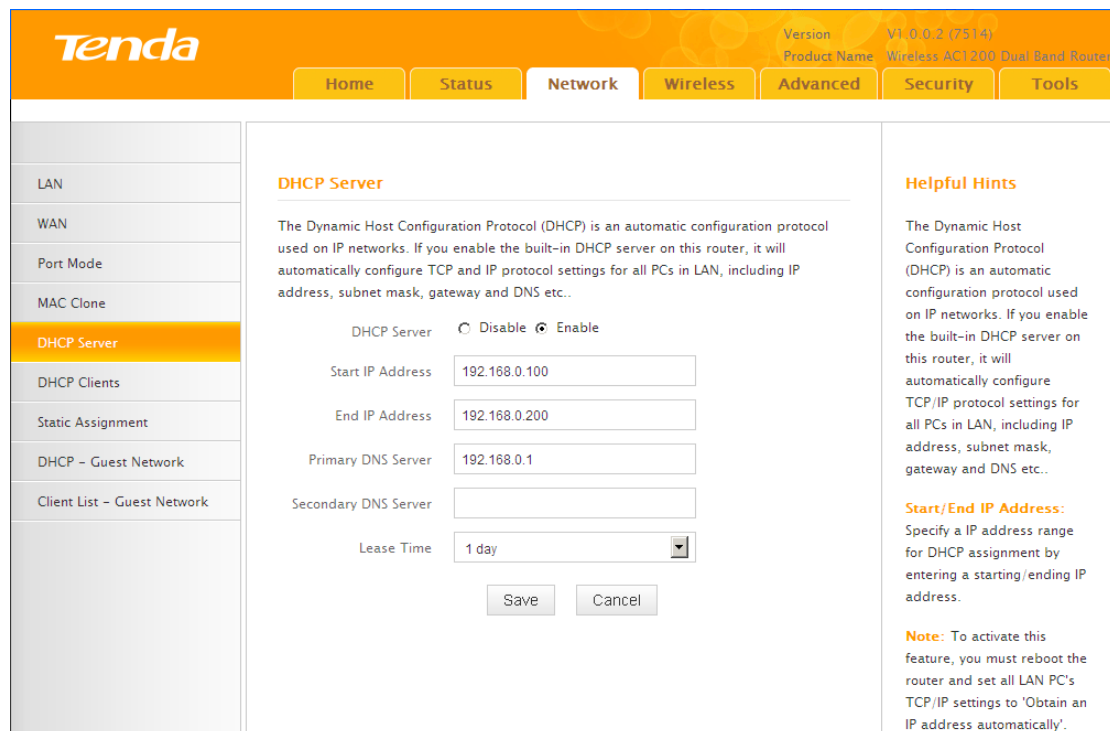 Tenda
Version V1.0.0.2 (7514)
Product Name Wireless AC1200 Dual Band Router
Home Status Network Wireless Advanced Security Tools
LAN
WAN
Port Mode
MAC Clone
DHCP Server
DHCP Clients
Static Assignment
DHCP – Guest Network
Client List – Guest Network
DHCP Server
The Dynamic Host Configuration Protocol (DHCP) is an automatic configuration protocol
used on IP networks. If you enable the built-in DHCP server on this router, it will
automatically configure TCP and IP protocol settings for all PCs in LAN, including IP
address, subnet mask, gateway and DNS etc..
DHCP Server Disable Enable
Start IP Address 192.168.0.100
End IP Address 192.168.0.200
Primary DNS Server 192.168.0.1
Secondary DNS Server
Lease Time 1 day
Save Cancel
Helpful Hints
The Dynamic Host
Configuration Protocol
(DHCP) is an automatic
configuration protocol used
on IP networks. If you enable
the built-in DHCP server on
this router, it will
automatically configure
TCP/IP protocol settings for
all PCs in LAN, including IP
address, subnet mask,
gateway and DNS etc..
Start/End IP Address:
Specify a IP address range
for DHCP assignment by
entering a starting/ending IP
address.
Note: To activate this
feature, you must reboot the
router and set all LAN PC's
TCP/IP settings to 'Obtain an
IP address automatically'.